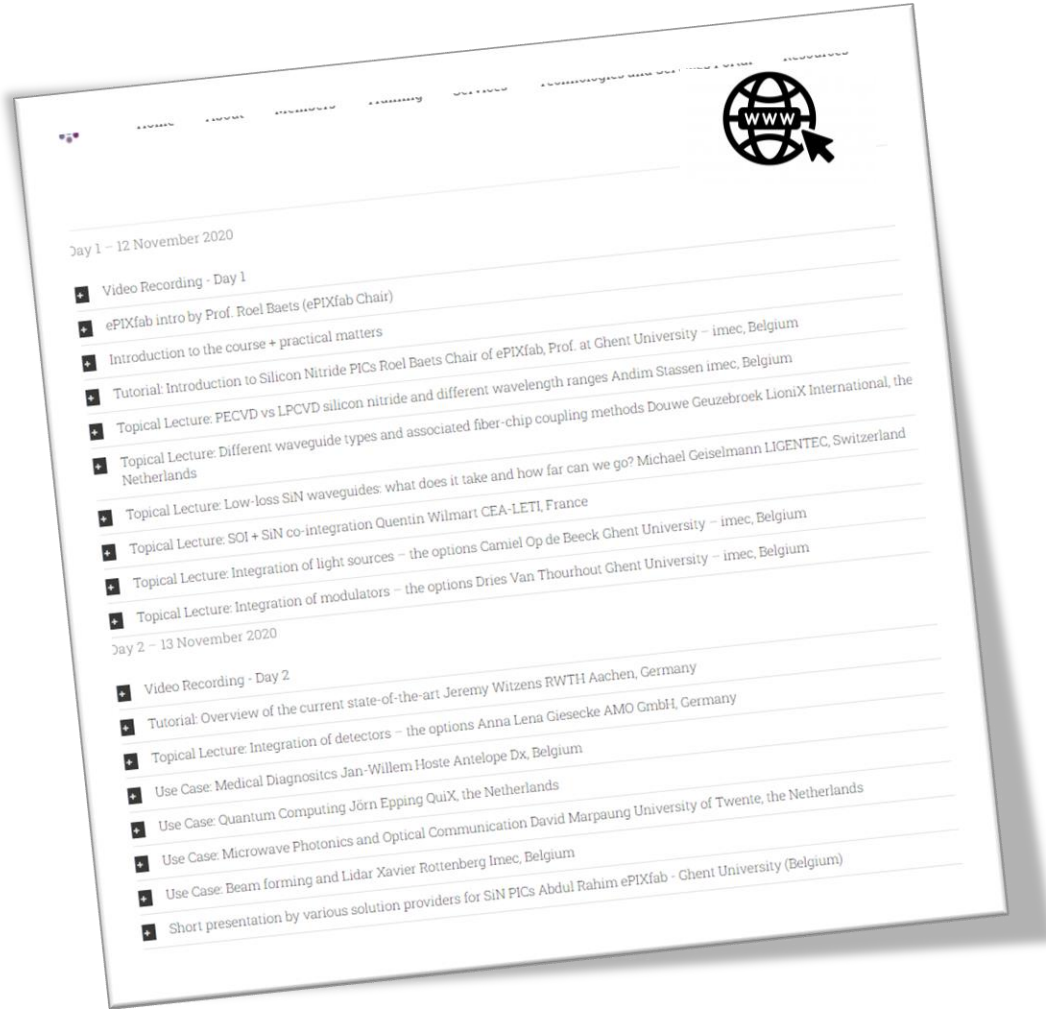 Home About Members Training Services Technologies and Services Portal Resources
WWW
Day 1 – 12 November 2020
Video Recording - Day 1
ePIXfab intro by Prof. Roel Baets (ePIXfab Chair)
Introduction to the course + practical matters
Tutorial: Introduction to Silicon Nitride PICs Roel Baets Chair of ePIXfab, Prof. at Ghent University – imec, Belgium
Topical Lecture: PECVD vs LPCVD silicon nitride and different wavelength ranges Andim Stassen imec, Belgium
Topical Lecture: Different waveguide types and associated fiber-chip coupling methods Douwe Geuzebroek LioniX International, the
Netherlands
Topical Lecture: Low-loss SiN waveguides: what does it take and how far can we go? Michael Geiselmann LIGENTEC, Switzerland
Topical Lecture: SOI + SiN co-integration Quentin Wilmart CEA-LETI, France
Topical Lecture: Integration of light sources – the options Camiel Op de Beeck Ghent University – imec, Belgium
Topical Lecture: Integration of modulators – the options Dries Van Thourhout Ghent University – imec, Belgium
Day 2 – 13 November 2020
Video Recording - Day 2
Tutorial: Overview of the current state-of-the-art Jeremy Witzens RWTH Aachen, Germany
Topical Lecture: Integration of detectors – the options Anna Lena Giesecke AMO GmbH, Germany
Use Case: Medical Diagnositcs Jan-Willem Hoste Antelope Dx, Belgium
Use Case: Quantum Computing Jörn Epping QuiX, the Netherlands
Use Case: Microwave Photonics and Optical Communication David Marpaung University of Twente, the Netherlands
Use Case: Beam forming and Lidar Xavier Rottenberg Imec, Belgium
Short presentation by various solution providers for SiN PICs Abdul Rahim ePIXfab - Ghent University (Belgium)